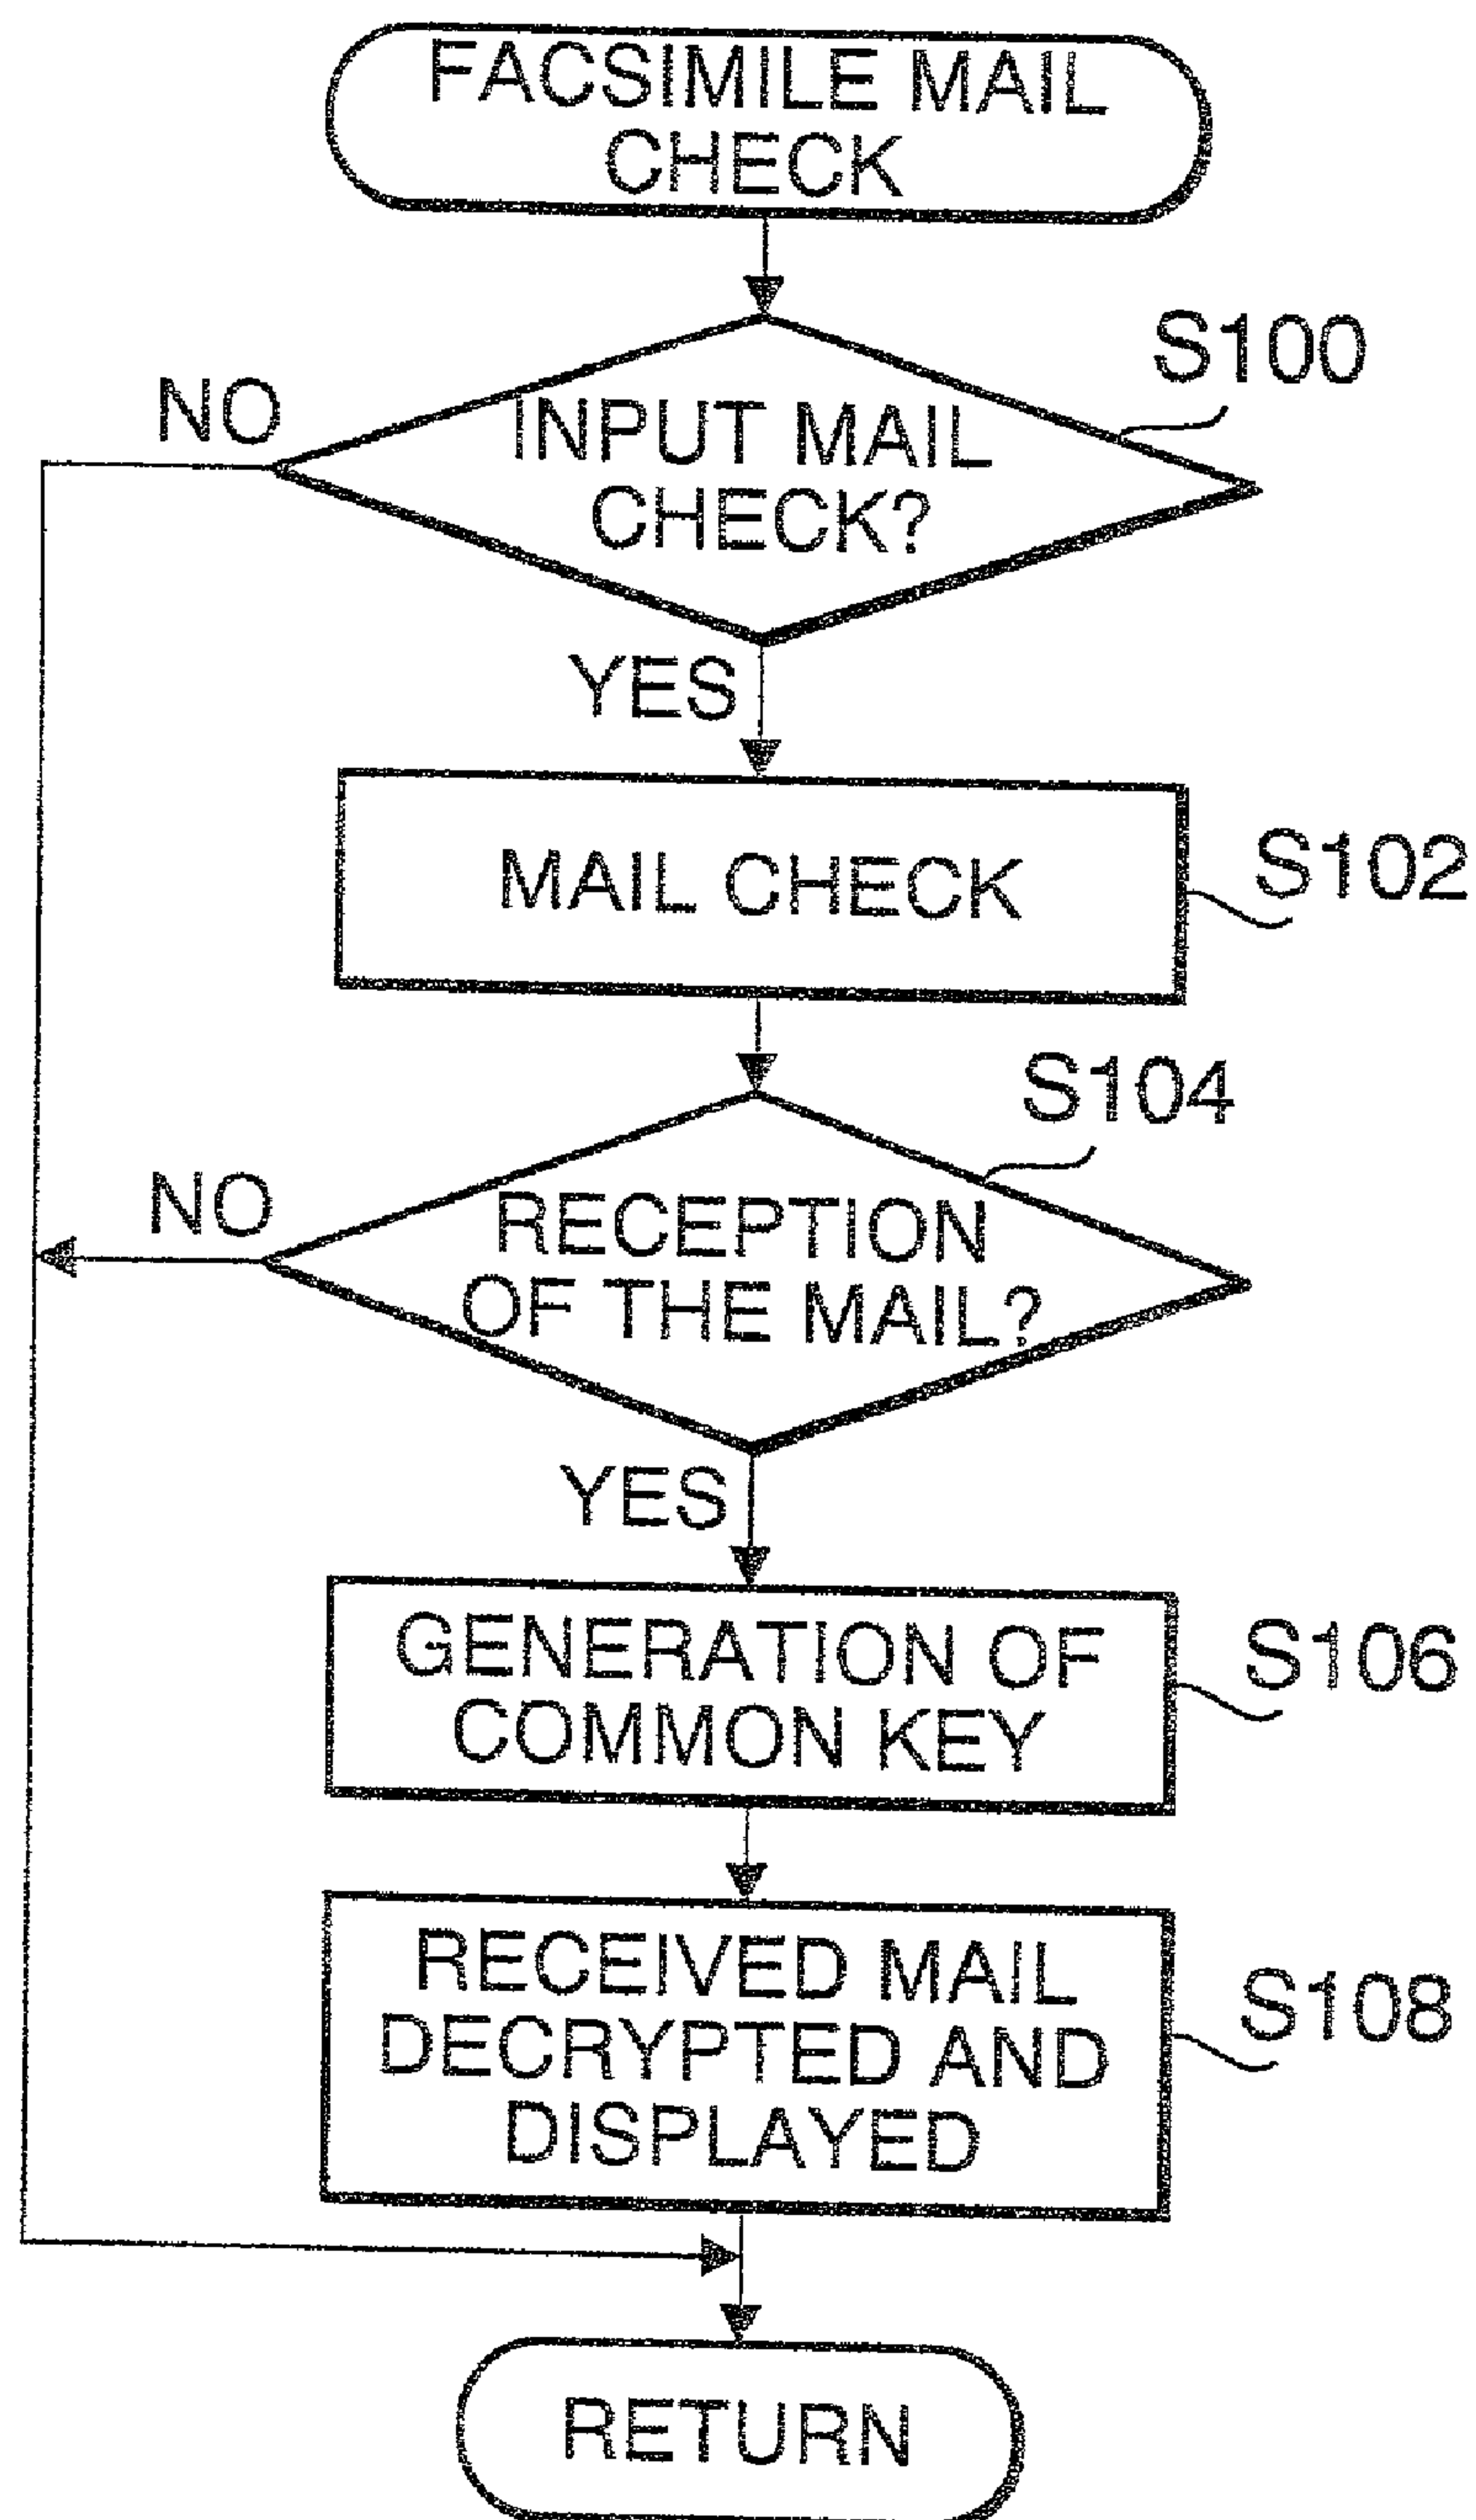 FACSIMILE MAIL
CHECK
S100
NO
INPUT MAIL
CHECK?
YES
MAIL CHECK
S102
S104
NO
RECEPTION
OF THE MAIL?
YES
GENERATION OF
COMMON KEY
S106
RECEIVED MAIL
DECRYPTED AND
DISPLAYED
S108
RETURN